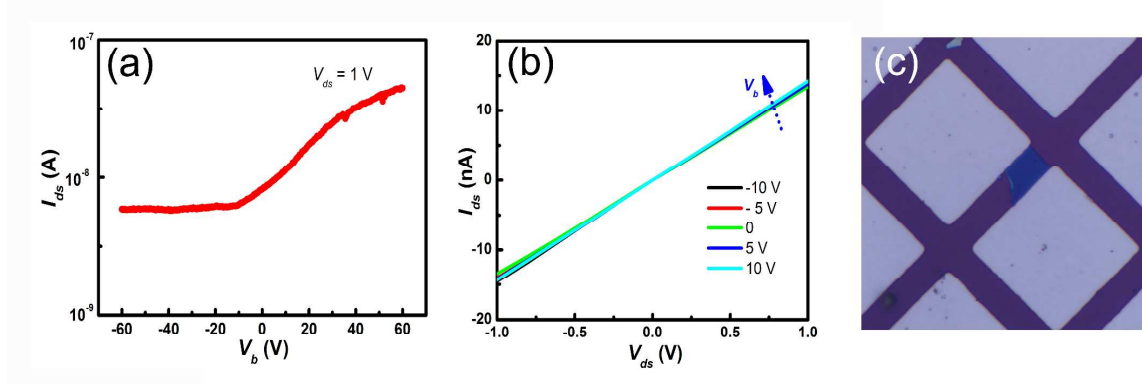 (a)
V_ds = 1 V
10^-7
10^-8
10^-9
I_ds (A)
-60 -40 -20 0 20 40 60
V_b (V)
(b)
V_b
20
10
0
-10
-20
I_ds (nA)
-10 V
- 5 V
0
5 V
10 V
-1.0 -0.5 0.0 0.5 1.0
V_ds (V)
(c)